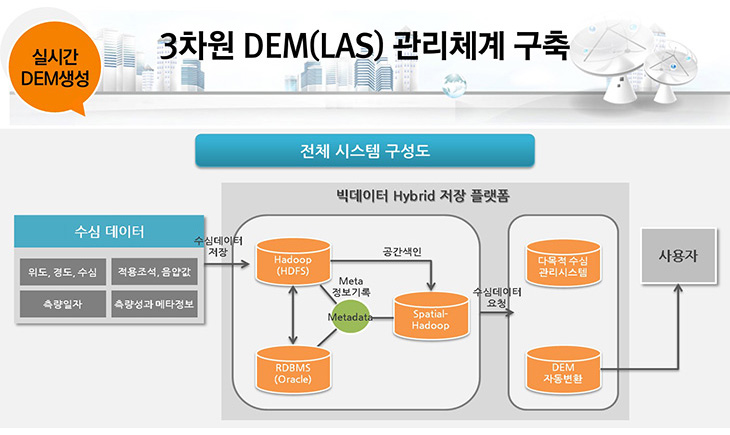 실시간
DEM생성
3차원 DEM(LAS) 관리체계 구축
전체 시스템 구성도
빅데이터 Hybrid 저장 플랫폼
수심 데이터
위도, 경도, 수심
적용조석, 음압값
측량일자
측량성과 메타정보
수심데이터
저장
Hadoop
(HDFS)
공간색인
Meta
정보기록
Metadata
Spatial-
Hadoop
RDBMS
(Oracle)
수심데이터
요청
다목적 수심
관리시스템
DEM
자동변환
사용자